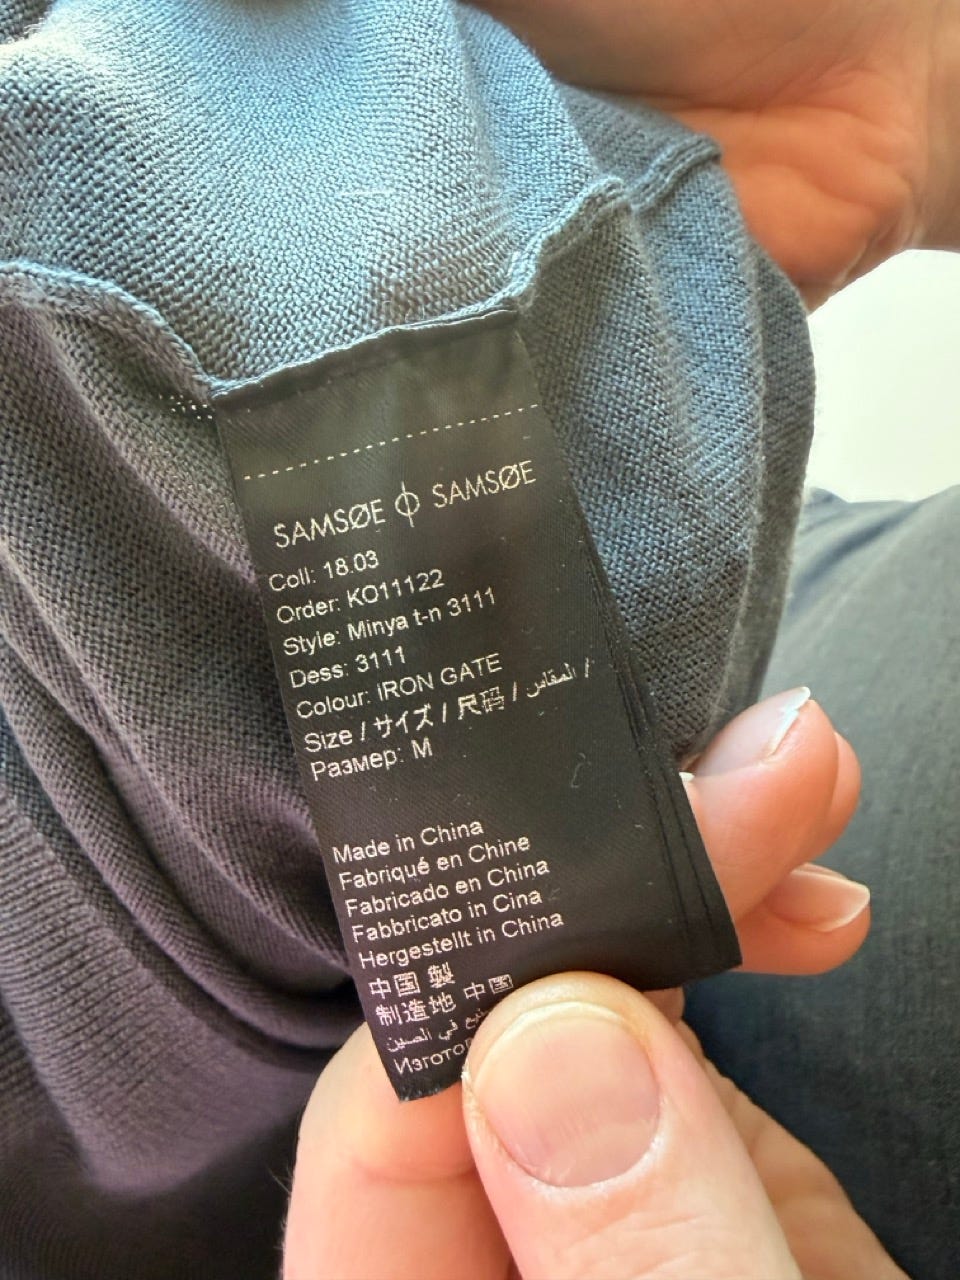 SAMSØE ф SAMSØE
Coll: 18.03
Order: KO11122
Style: Minya t-n 3111
Dess: 3111
Colour: IRON GATE
Size / サイズ / 尺码 / المقاس /
Размер: M
Made in China
Fabriqué en Chine
Fabricado en China
Fabbricato in Cina
Hergestellt in China
中国 製
制造地 中国
في الصين